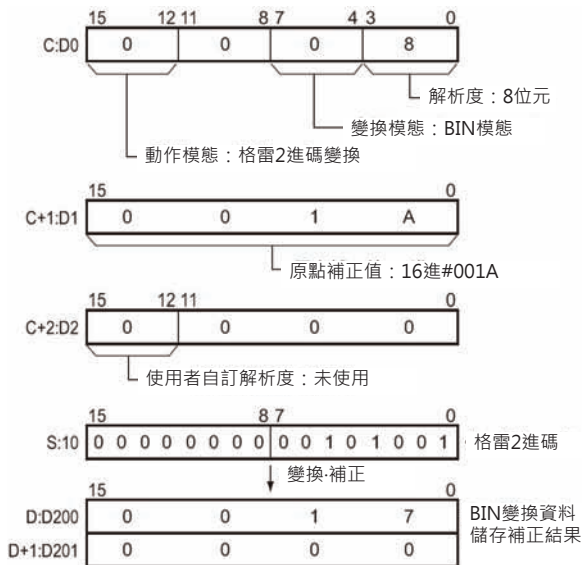 15 12 11 8 7 4 3 0
C:D0 0 0 0 8
解析度：8位元
變換模態：BIN模態
動作模態：格雷2進碼變換
15 0
C+1:D1 0 0 1 A
原點補正值：16進#001A
15 12 11 0
C+2:D2 0 0 0 0
使用者自訂解析度：未使用
15 8 7 0
S:10 0 0 0 0 0 0 0 0 0 0 1 0 1 0 0 1 格雷2進碼
變換·補正
15 0
D:D200 0 0 1 7 BIN變換資料
儲存補正結果
D+1:D201 0 0 0 0